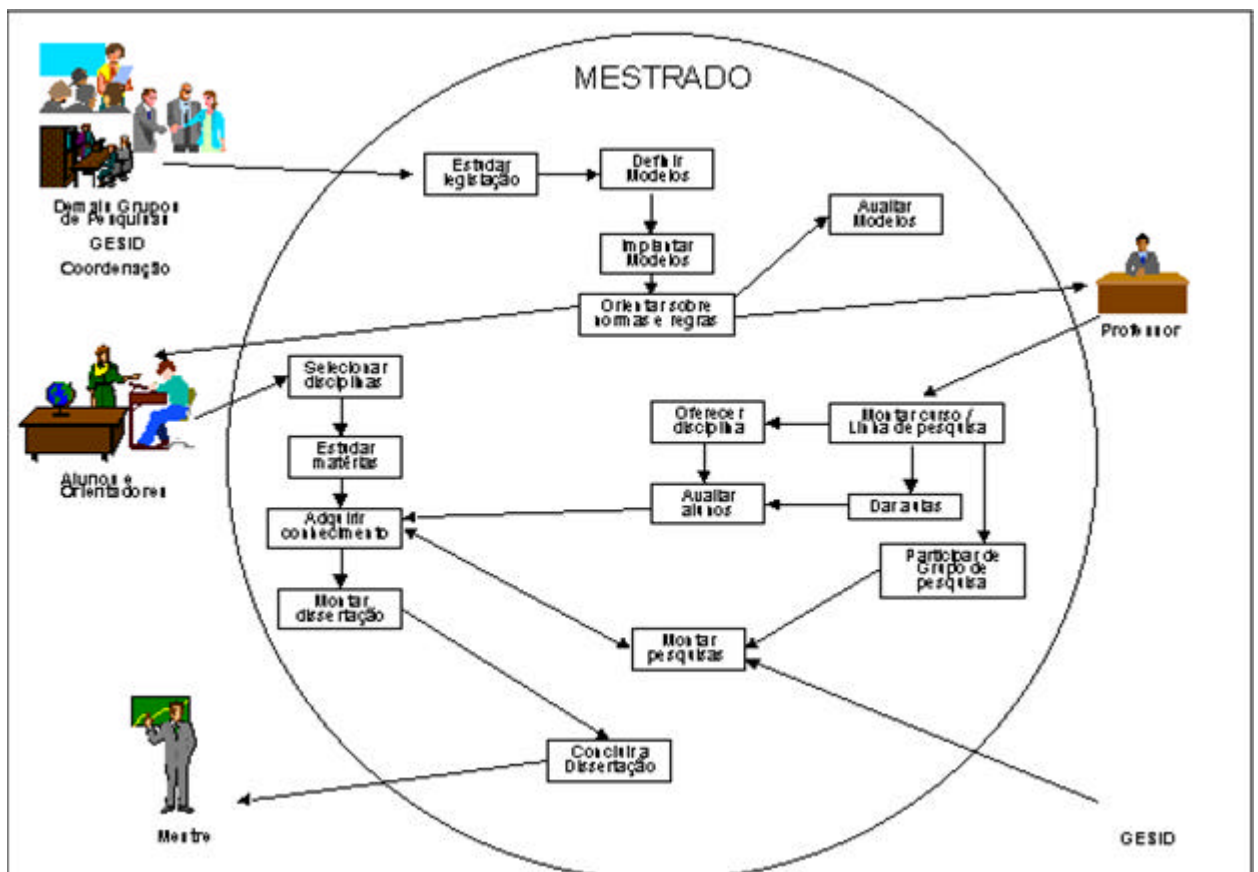 MESTRADO
Estudar
legislação
Definir
Modelos
Avaliar
Modelos
Implantar
Modelos
Orientar sobre
normas e regras
Demais Grupos
de Pesquisas
GESID
Coordenação
Professor
Selecionar
disciplinas
Oferecer
disciplina
Montar curso /
Linha de pesquisa
Estudar
matérias
Alunos e
Orientadores
Avaliar
alunos
Dar aulas
Adquirir
conhecimento
Participar de
Grupo de
pesquisa
Montar
dissertação
Montar
pesquisas
Concluir a
Dissertação
Mestre
GESID